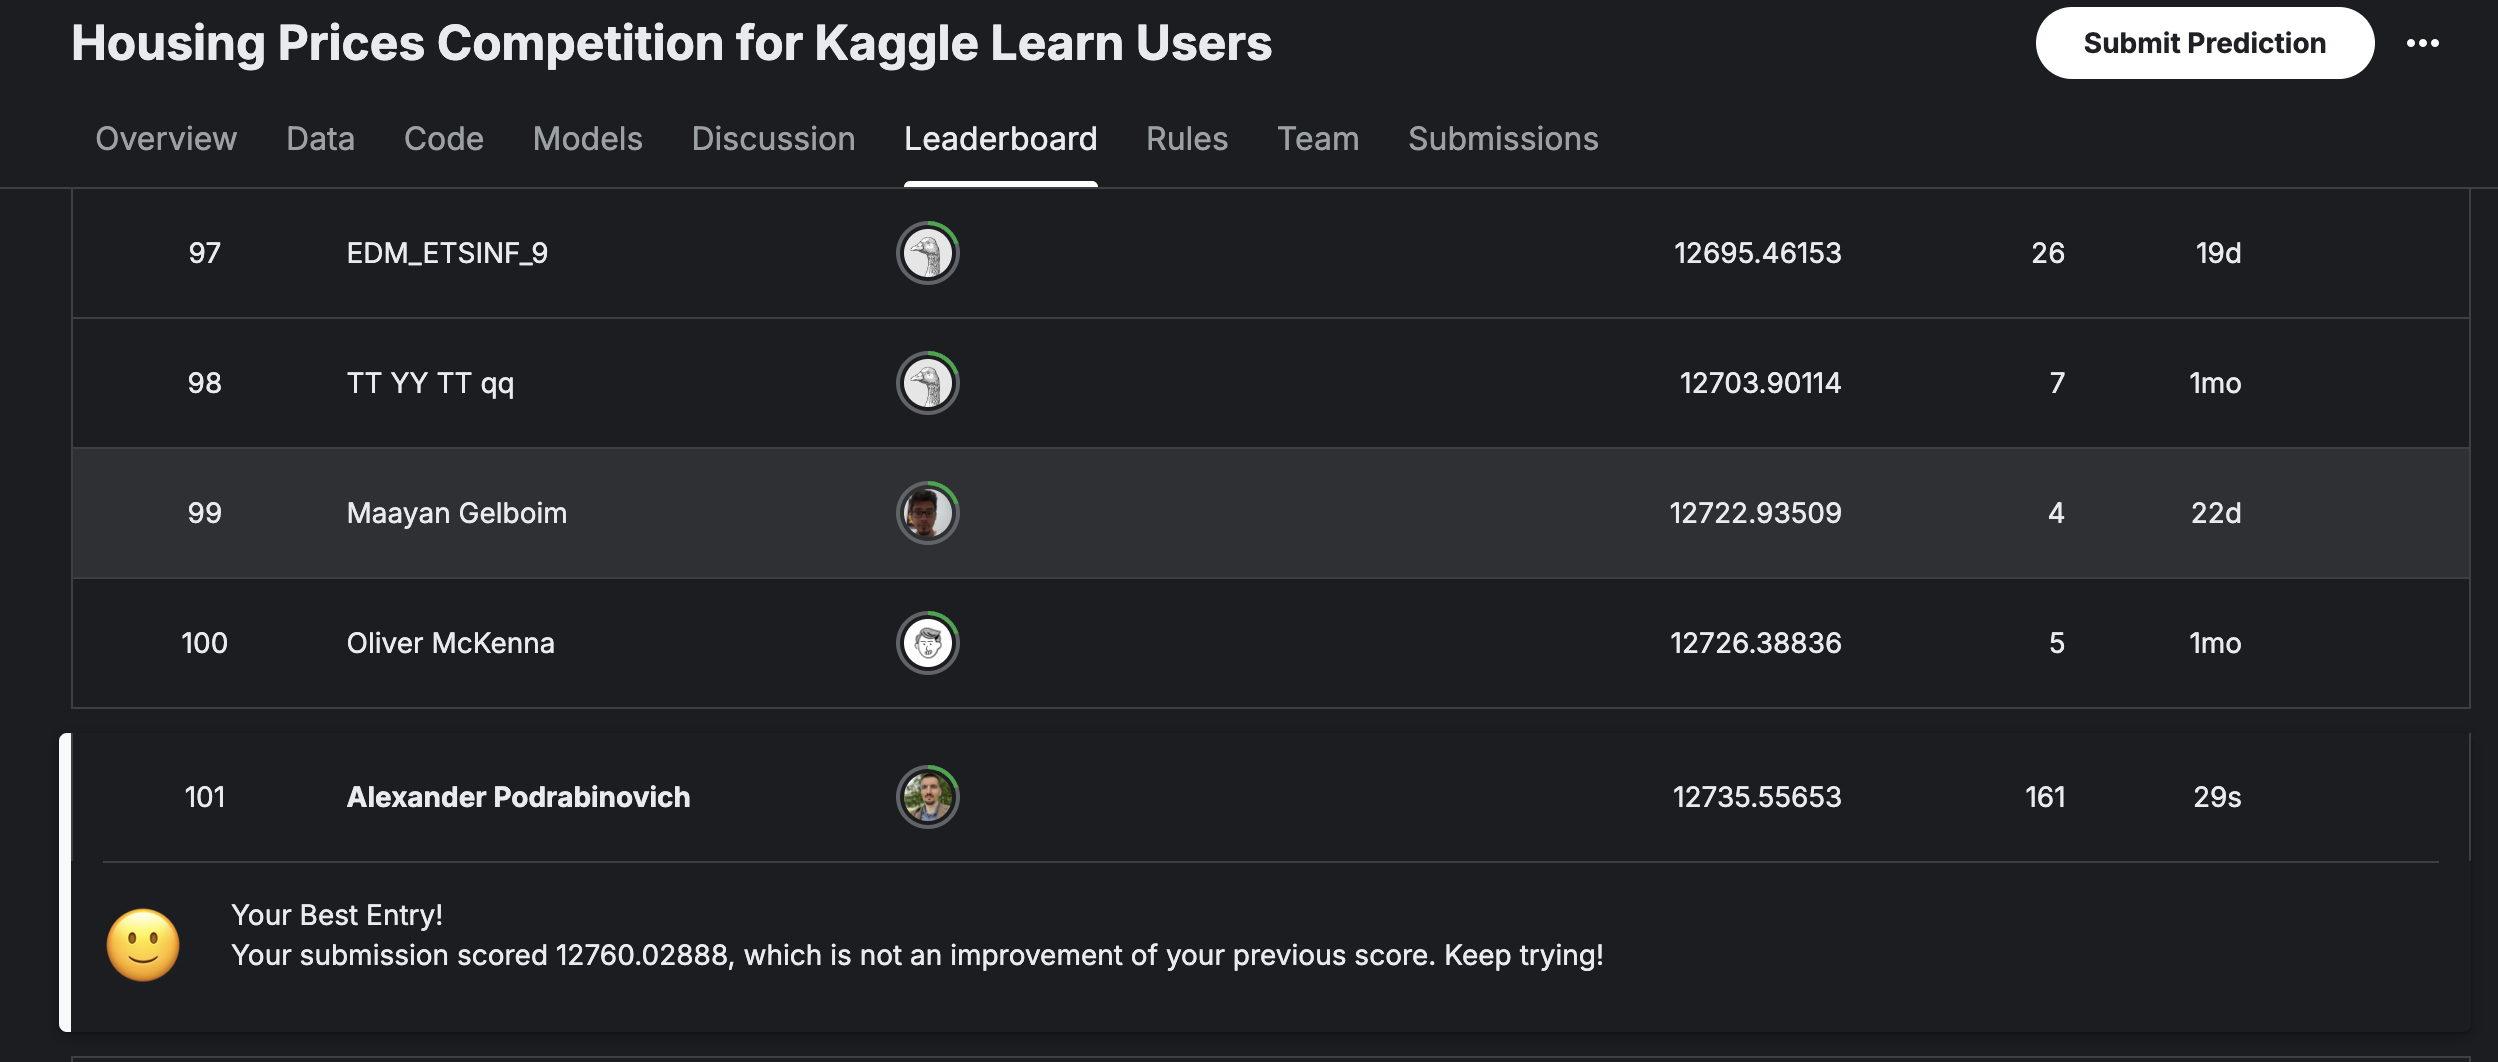 Housing Prices Competition for Kaggle Learn Users
Submit Prediction
Overview Data Code Models Discussion Leaderboard Rules Team Submissions
97 EDM_ETSINF_9 12695.46153 26 19d
98 TT YY TT qq 12703.90114 7 1mo
99 Maayan Gelboim 12722.93509 4 22d
100 Oliver McKenna 12726.38836 5 1mo
101 Alexander Podrabinovich 12735.55653 161 29s
Your Best Entry!
Your submission scored 12760.02888, which is not an improvement of your previous score. Keep trying!